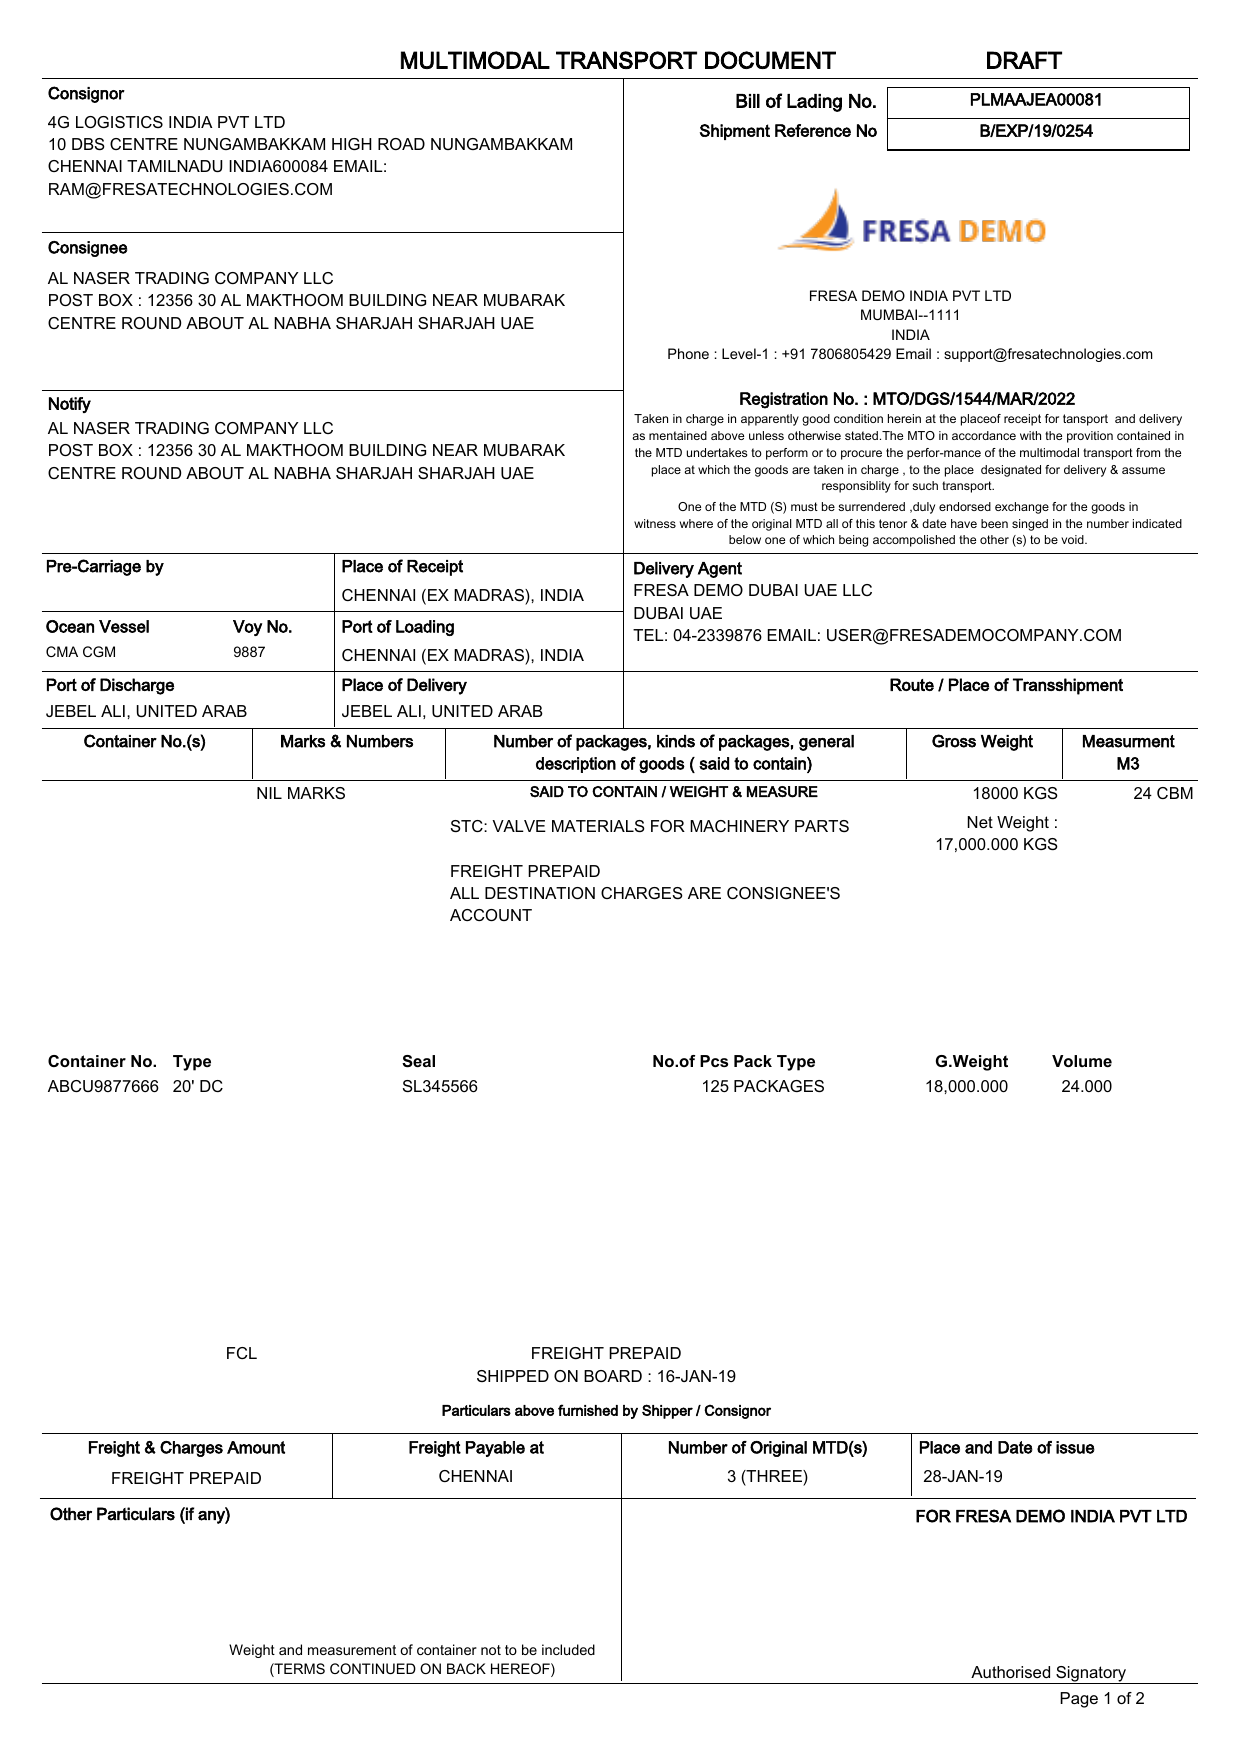 MULTIMODAL TRANSPORT DOCUMENT DRAFT
Consignor
4G LOGISTICS INDIA PVT LTD
10 DBS CENTRE NUNGAMBAKKAM HIGH ROAD NUNGAMBAKKAM
CHENNAI TAMILNADU INDIA600084 EMAIL:
RAM@FRESATECHNOLOGIES.COM
Bill of Lading No. PLMAAJEA00081
Shipment Reference No B/EXP/19/0254
FRESA DEMO
Consignee
AL NASER TRADING COMPANY LLC
POST BOX : 12356 30 AL MAKTHOOM BUILDING NEAR MUBARAK
CENTRE ROUND ABOUT AL NABHA SHARJAH SHARJAH UAE
FRESA DEMO INDIA PVT LTD
MUMBAI--1111
INDIA
Phone : Level-1 : +91 7806805429 Email : support@fresatechnologies.com
Notify
AL NASER TRADING COMPANY LLC
POST BOX : 12356 30 AL MAKTHOOM BUILDING NEAR MUBARAK
CENTRE ROUND ABOUT AL NABHA SHARJAH SHARJAH UAE
Registration No. : MTO/DGS/1544/MAR/2022
Taken in charge in apparently good condition herein at the placeof receipt for tansport and delivery
as mentained above unless otherwise stated.The MTO in accordance with the provition contained in
the MTD undertakes to perform or to procure the perfor-mance of the multimodal transport from the
place at which the goods are taken in charge , to the place designated for delivery & assume
responsiblity for such transport.
One of the MTD (S) must be surrendered ,duly endorsed exchange for the goods in
witness where of the original MTD all of this tenor & date have been singed in the number indicated
below one of which being accompolished the other (s) to be void.
Pre-Carriage by
Place of Receipt
CHENNAI (EX MADRAS), INDIA
Delivery Agent
FRESA DEMO DUBAI UAE LLC
DUBAI UAE
TEL: 04-2339876 EMAIL: USER@FRESADEMOCOMPANY.COM
Ocean Vessel Voy No.
CMA CGM 9887
Port of Loading
CHENNAI (EX MADRAS), INDIA
Port of Discharge
JEBEL ALI, UNITED ARAB
Place of Delivery
JEBEL ALI, UNITED ARAB
Route / Place of Transshipment
Container No.(s) Marks & Numbers Number of packages, kinds of packages, general Gross Weight Measurment
description of goods ( said to contain) M3
NIL MARKS SAID TO CONTAIN / WEIGHT & MEASURE 18000 KGS 24 CBM
STC: VALVE MATERIALS FOR MACHINERY PARTS Net Weight :
17,000.000 KGS
FREIGHT PREPAID
ALL DESTINATION CHARGES ARE CONSIGNEE'S
ACCOUNT
Container No. Type Seal No.of Pcs Pack Type G.Weight Volume
ABCU9877666 20' DC SL345566 125 PACKAGES 18,000.000 24.000
FCL FREIGHT PREPAID
SHIPPED ON BOARD : 16-JAN-19
Particulars above furnished by Shipper / Consignor
Freight & Charges Amount Freight Payable at Number of Original MTD(s) Place and Date of issue
FREIGHT PREPAID CHENNAI 3 (THREE) 28-JAN-19
Other Particulars (if any) FOR FRESA DEMO INDIA PVT LTD
Weight and measurement of container not to be included
(TERMS CONTINUED ON BACK HEREOF)
Authorised Signatory
Page 1 of 2